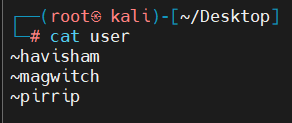 ┌──(root㉿ kali)-[~/Desktop]
└─# cat user
~havisham
~magwitch
~pirrip